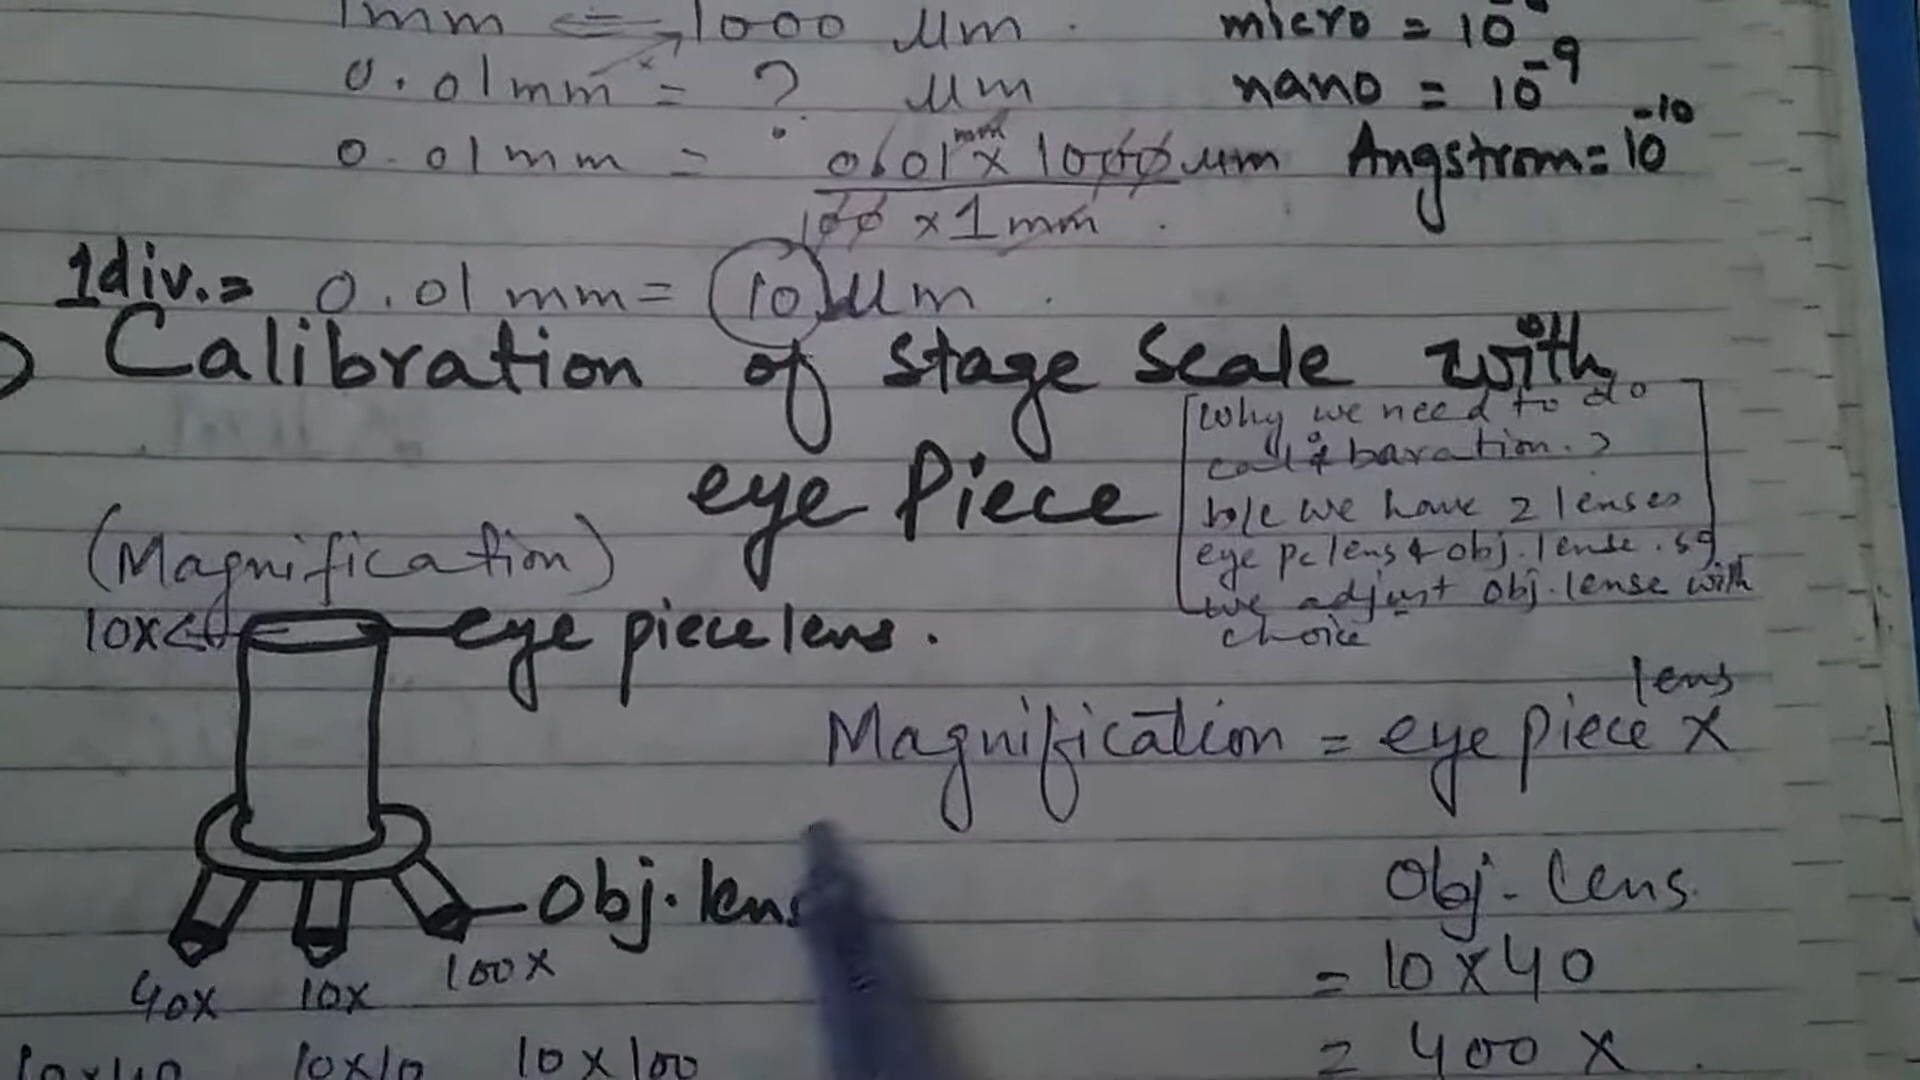 1mm ⇐⇒ 1000 µm.
micro = 10
0.01mm = ? µm
nano = 10⁻⁹
0.01mm = 0.01mm x 1000 µm
100 x 1mm
Angstrom = 10⁻¹⁰
1div. = 0.01 mm = 10 µm.
Calibration of stage Scale with
eye Piece
[Why we need to do
calibaration?
b/c we have 2 lenses
eye pc lens & obj. lense. so
we adjust obj. lense with
choice
(Magnification)
10x
eye piece lens.
Magnification = eye piece lens x
Obj. lens.
= 10 x 40
= 400 x
Obj. lens
40x 10x 100x
10x40 10x10 10x100